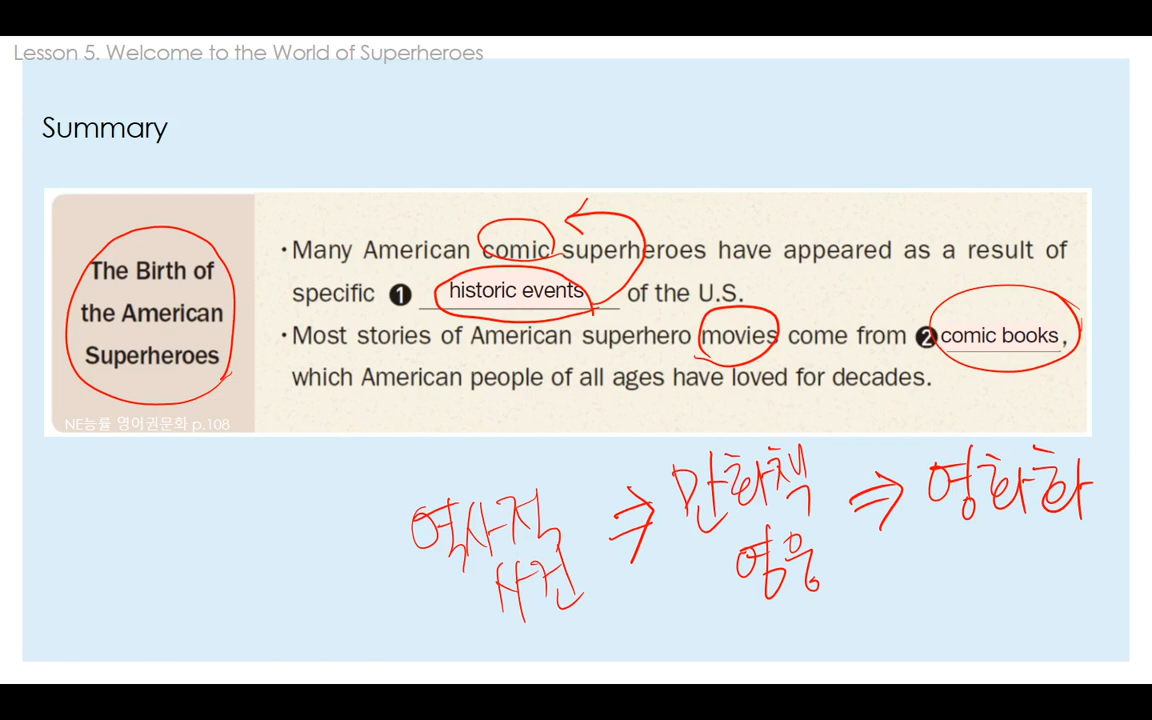 Lesson 5. Welcome to the World of Superheroes
Summary
The Birth of
the American
Superheroes
NE능률 영어권문화 p.108
·Many American comic superheroes have appeared as a result of
specific ❶ historic events of the U.S.
·Most stories of American superhero movies come from ❷ comic books,
which American people of all ages have loved for decades.
역사적
사건
⇒
만화책
영웅
⇒
영화화